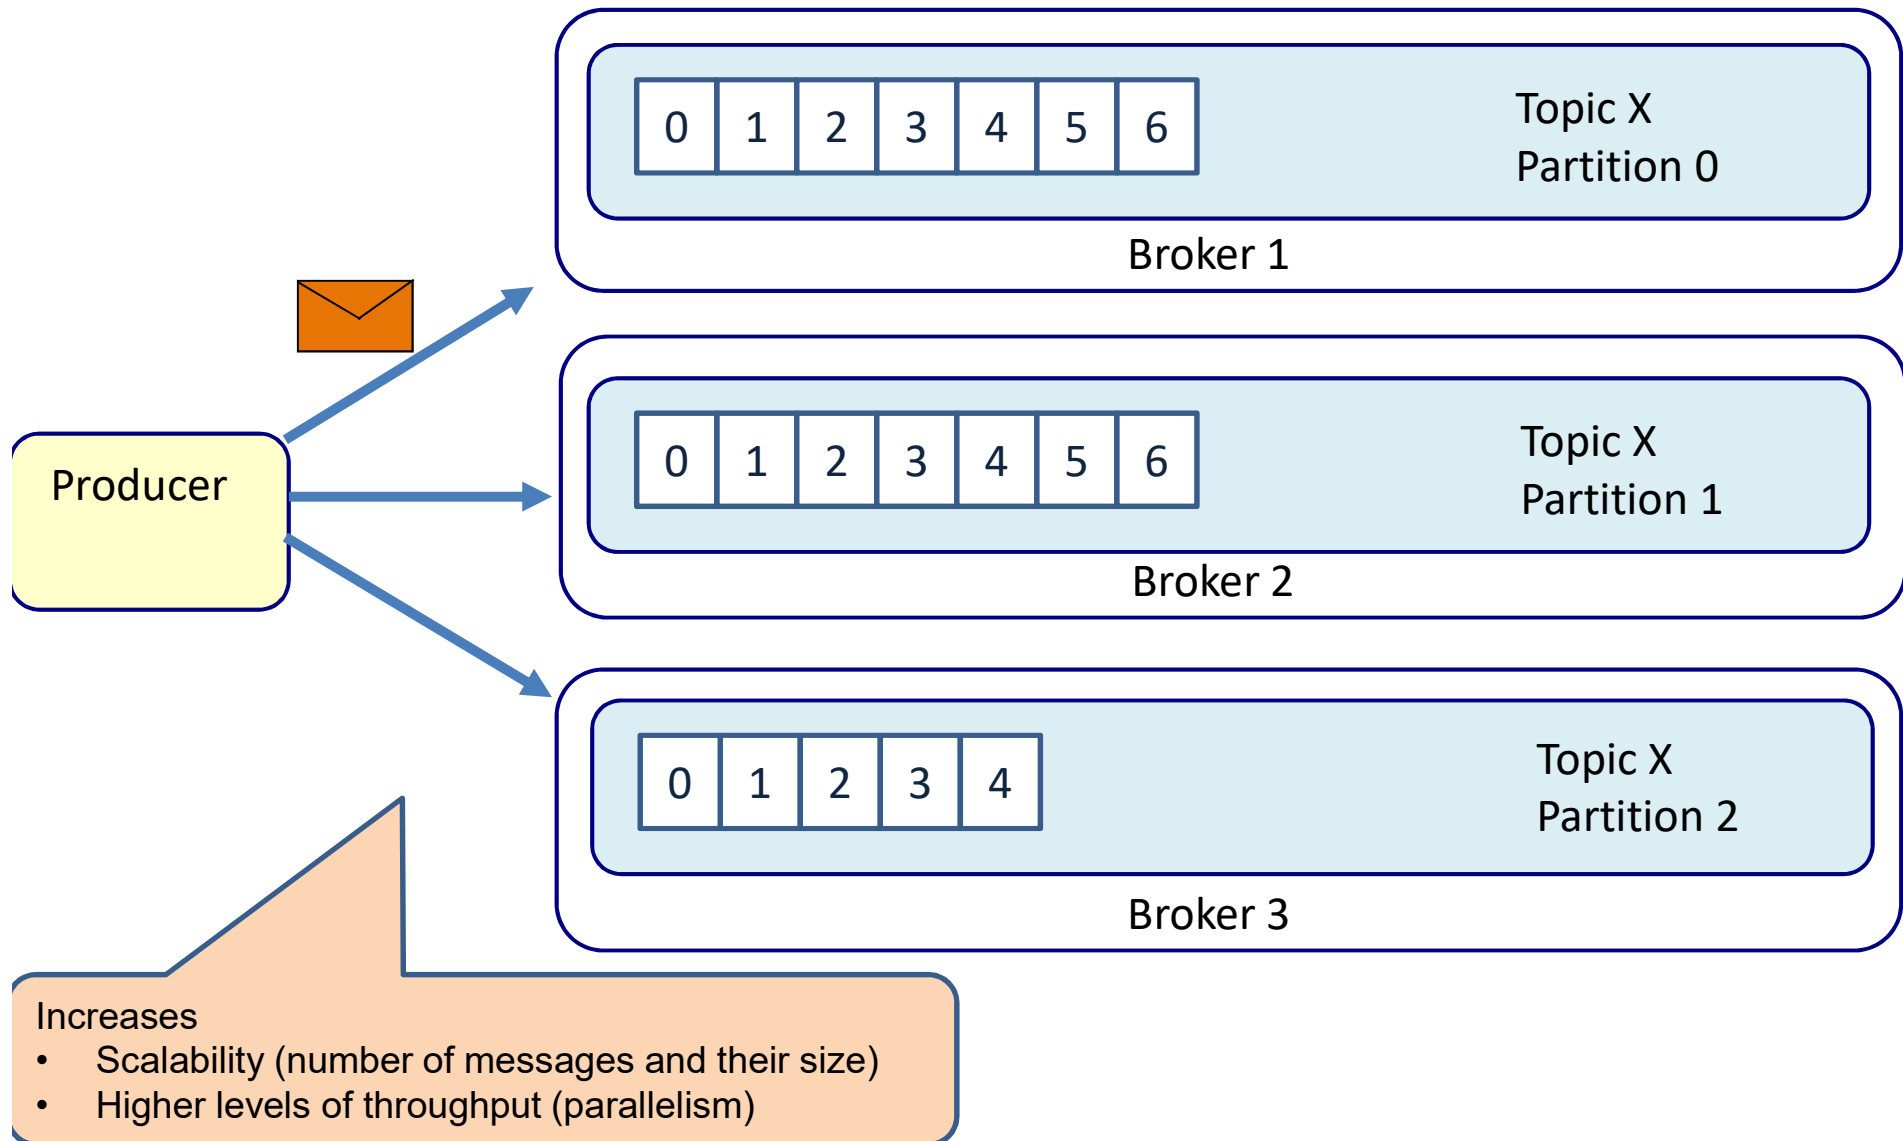 0 1 2 3 4 5 6
Topic X
Partition 0
Broker 1
Producer
0 1 2 3 4 5 6
Topic X
Partition 1
Broker 2
0 1 2 3 4
Topic X
Partition 2
Broker 3
Increases
• Scalability (number of messages and their size)
• Higher levels of throughput (parallelism)